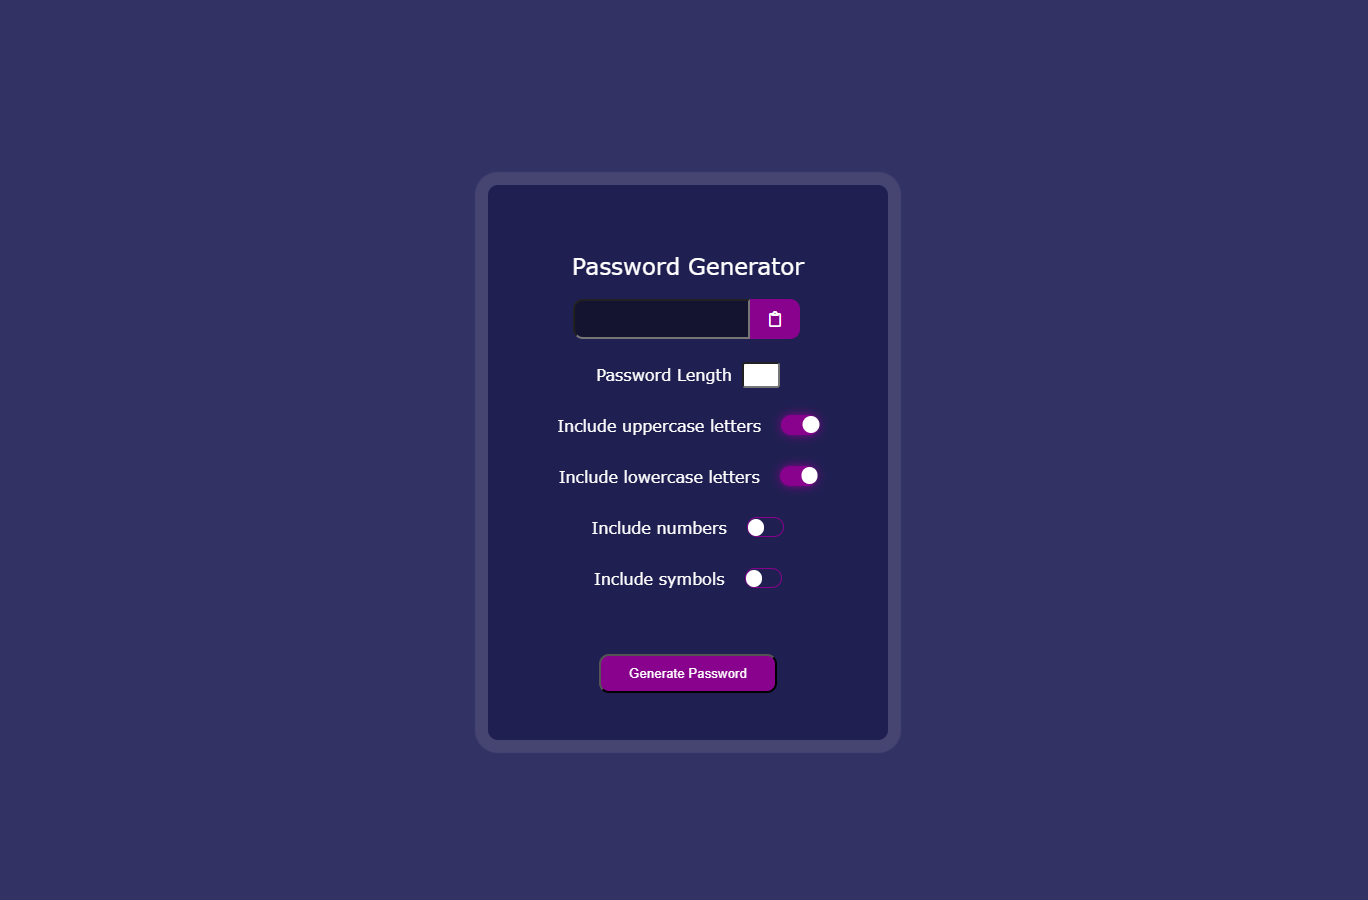 Password Generator
Password Length
Include uppercase letters
Include lowercase letters
Include numbers
Include symbols
Generate Password